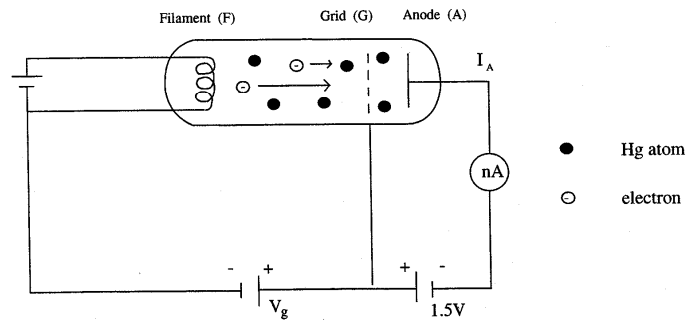 Filament (F)
Grid (G)
Anode (A)
I A
nA
Hg atom
electron
- +
V g
+ -
1.5V